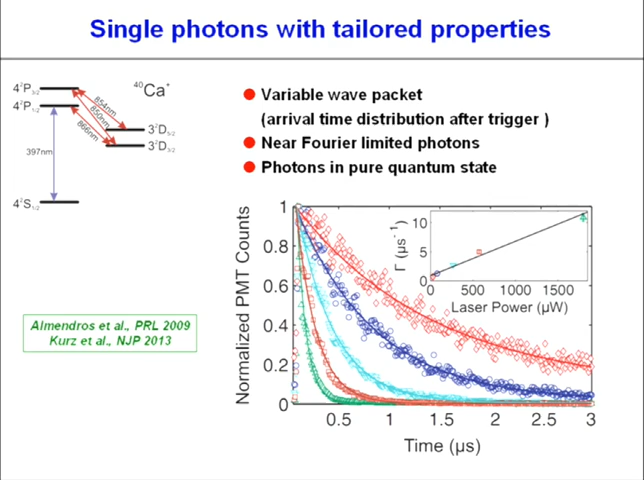 Single photons with tailored properties
4²P₃/₂
4²P₁/₂
⁴⁰Ca⁺
854nm
850nm
866nm
3²D₅/₂
3²D₃/₂
397nm
4²S₁/₂
Variable wave packet
(arrival time distribution after trigger )
Near Fourier limited photons
Photons in pure quantum state
Almendros et al., PRL 2009
Kurz et al., NJP 2013
Normalized PMT Counts
1
0.8
0.6
0.4
0.2
0
0.5
1
1.5
2
2.5
3
Time (µs)
Γ (µs⁻¹)
10
5
0
0
500
1000
1500
Laser Power (µW)